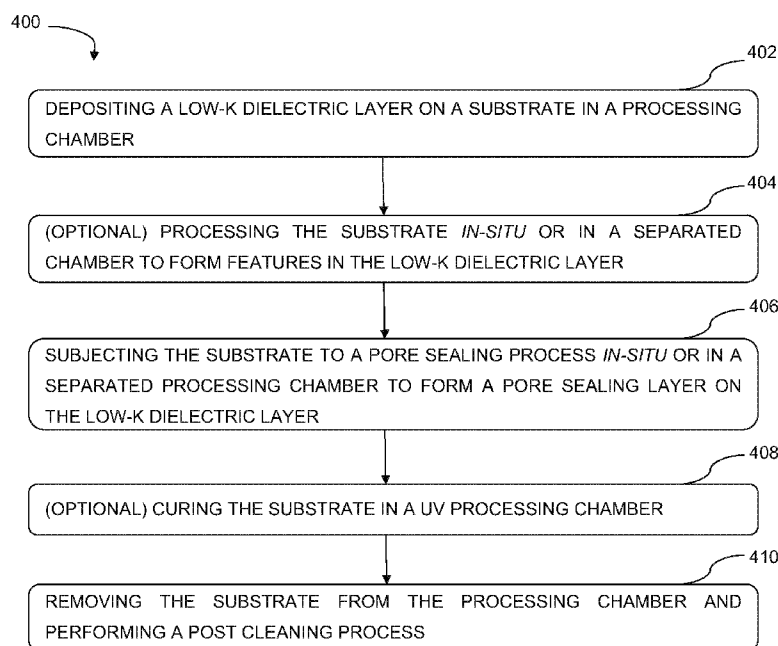 400
402
DEPOSITING A LOW-K DIELECTRIC LAYER ON A SUBSTRATE IN A PROCESSING
CHAMBER
404
(OPTIONAL) PROCESSING THE SUBSTRATE IN-SITU OR IN A SEPARATED
CHAMBER TO FORM FEATURES IN THE LOW-K DIELECTRIC LAYER
406
SUBJECTING THE SUBSTRATE TO A PORE SEALING PROCESS IN-SITU OR IN A
SEPARATED PROCESSING CHAMBER TO FORM A PORE SEALING LAYER ON
THE LOW-K DIELECTRIC LAYER
408
(OPTIONAL) CURING THE SUBSTRATE IN A UV PROCESSING CHAMBER
410
REMOVING THE SUBSTRATE FROM THE PROCESSING CHAMBER AND
PERFORMING A POST CLEANING PROCESS